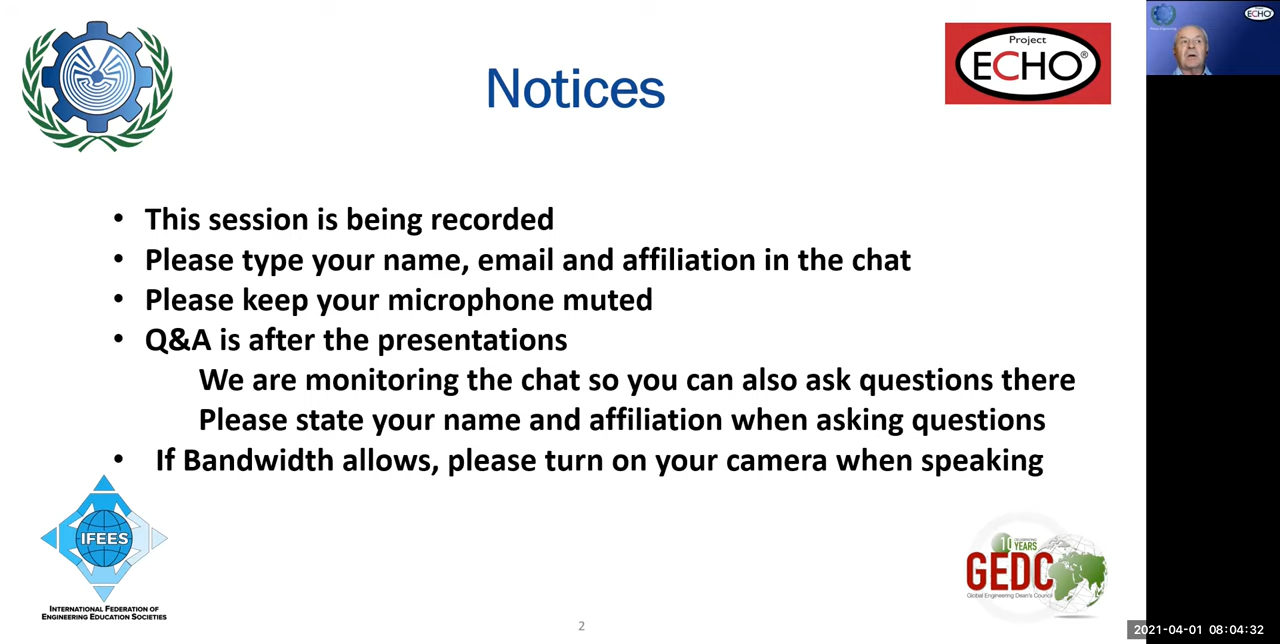 Project
ECHO®
ECHO
Notices
• This session is being recorded
• Please type your name, email and affiliation in the chat
• Please keep your microphone muted
• Q&A is after the presentations
We are monitoring the chat so you can also ask questions there
Please state your name and affiliation when asking questions
• If Bandwidth allows, please turn on your camera when speaking
IFEES
INTERNATIONAL FEDERATION OF
ENGINEERING EDUCATION SOCIETIES
10
YEARS
GEDC
Global Engineering Dean's Council
2
2021-04-01 08:04:32